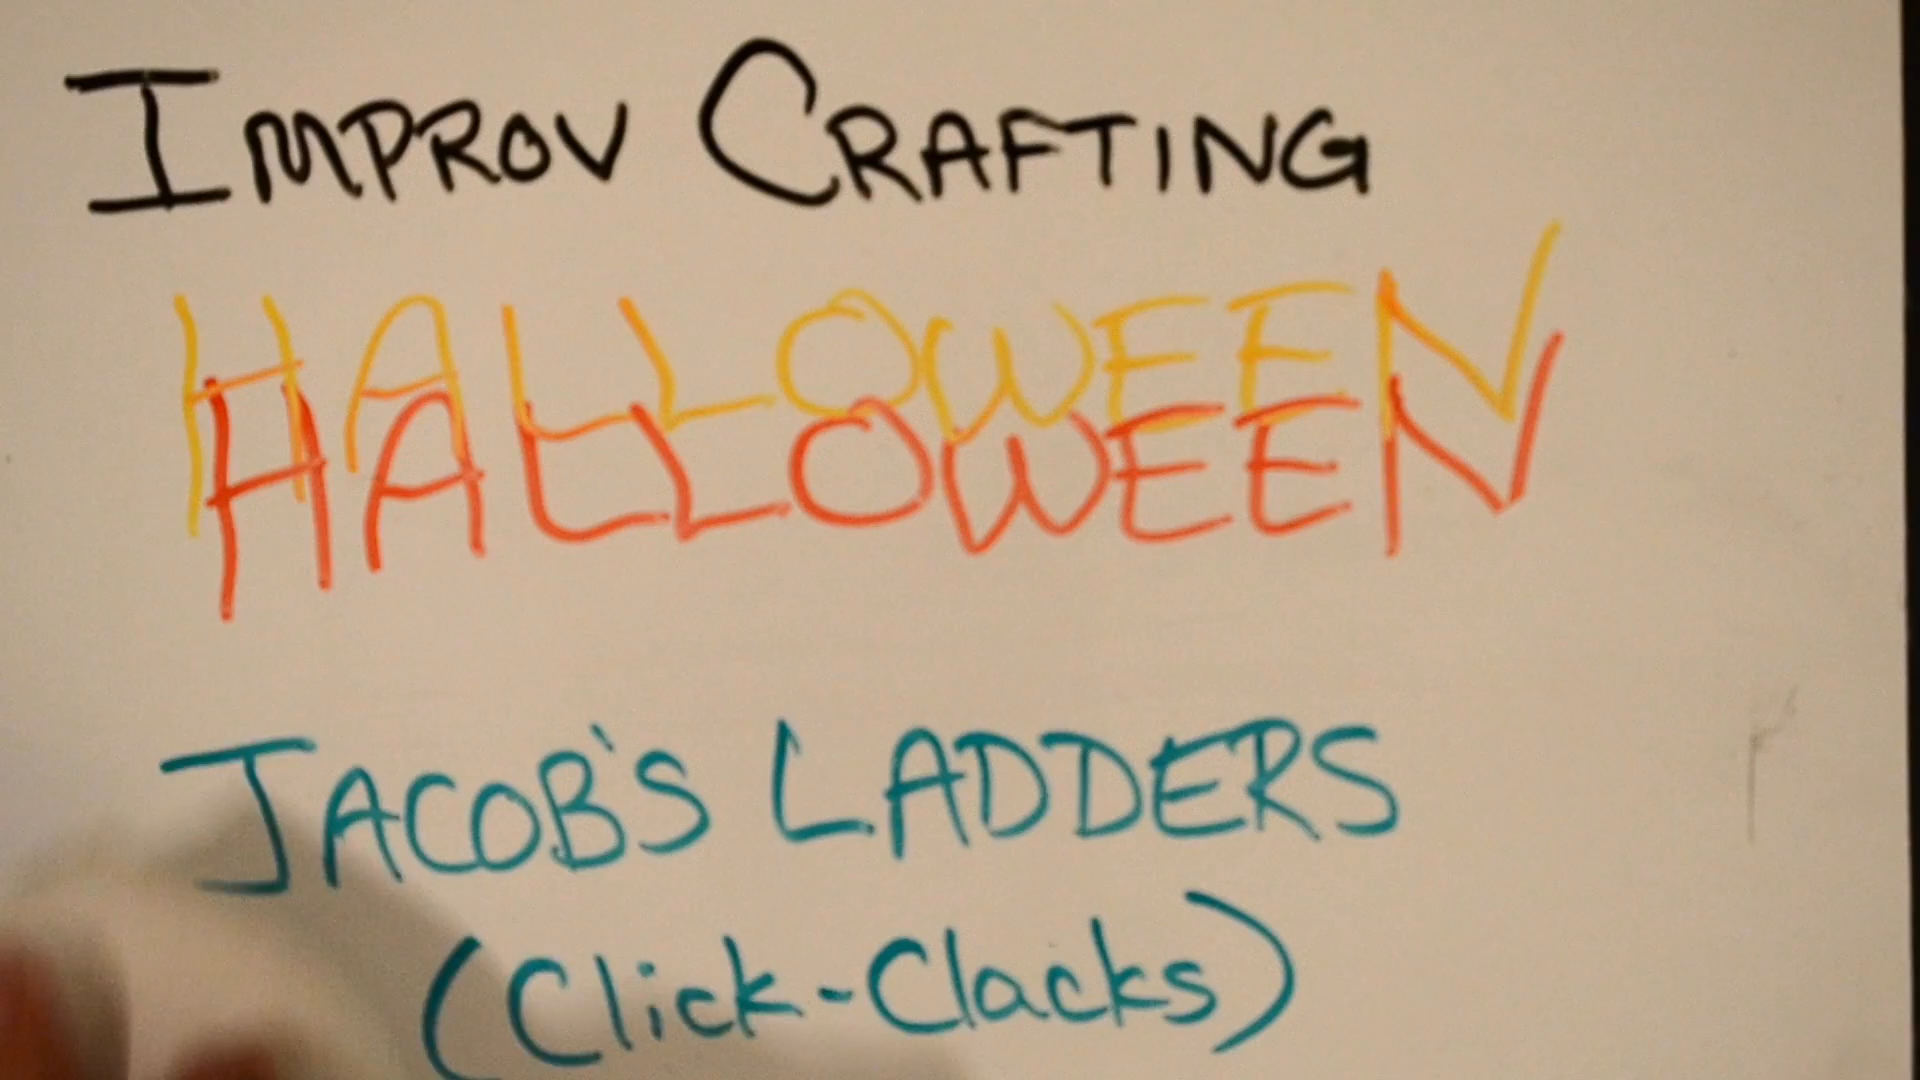 IMPROV CRAFTING
HALLOWEEN
HALLOWEEN
JACOB'S LADDERS
(Click-Clacks)